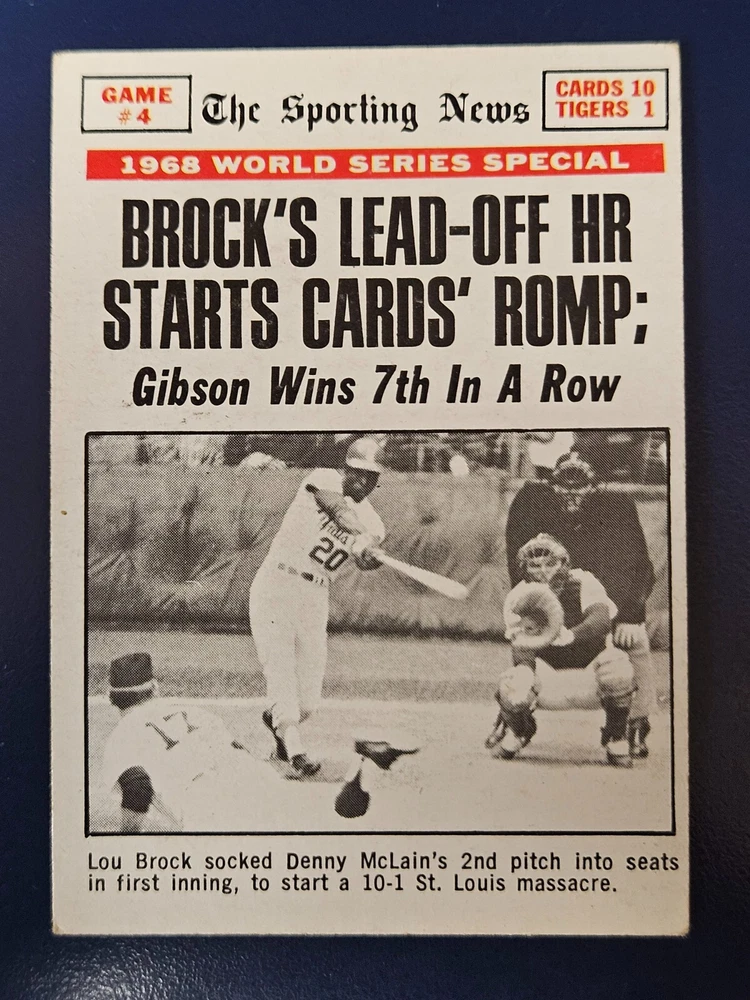 GAME #4
The Sporting News
CARDS 10
TIGERS 1
1968 WORLD SERIES SPECIAL
BROCK'S LEAD-OFF HR
STARTS CARDS' ROMP;
Gibson Wins 7th In A Row
20
17
Lou Brock socked Denny McLain's 2nd pitch into seats
in first inning, to start a 10-1 St. Louis massacre.